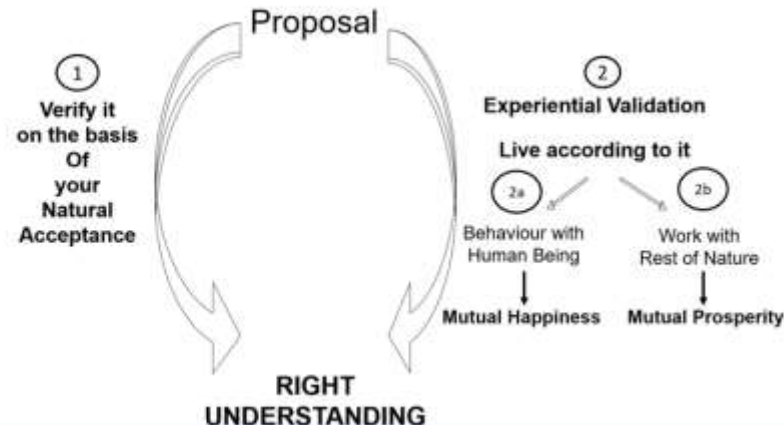 Proposal
1
Verify it
on the basis
Of
your
Natural
Acceptance
2
Experiential Validation
Live according to it
2a
Behaviour with
Human Being
Mutual Happiness
2b
Work with
Rest of Nature
Mutual Prosperity
RIGHT
UNDERSTANDING